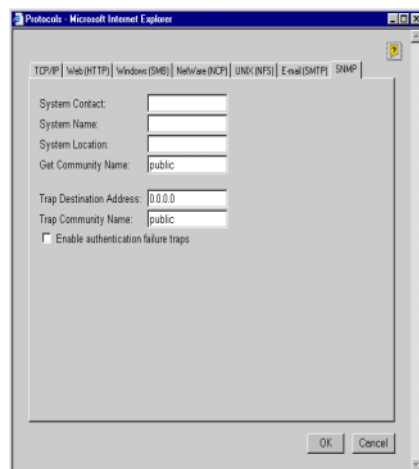 Protocols - Microsoft Internet Explorer
?
TCP/IP Web (HTTP) Windows (SMB) NetWare (NCP) UNIX (NFS) E-mail (SMTP) SNMP
System Contact:
System Name:
System Location:
Get Community Name: public
Trap Destination Address: 0.0.0.0
Trap Community Name: public
Enable authentication failure traps
OK Cancel